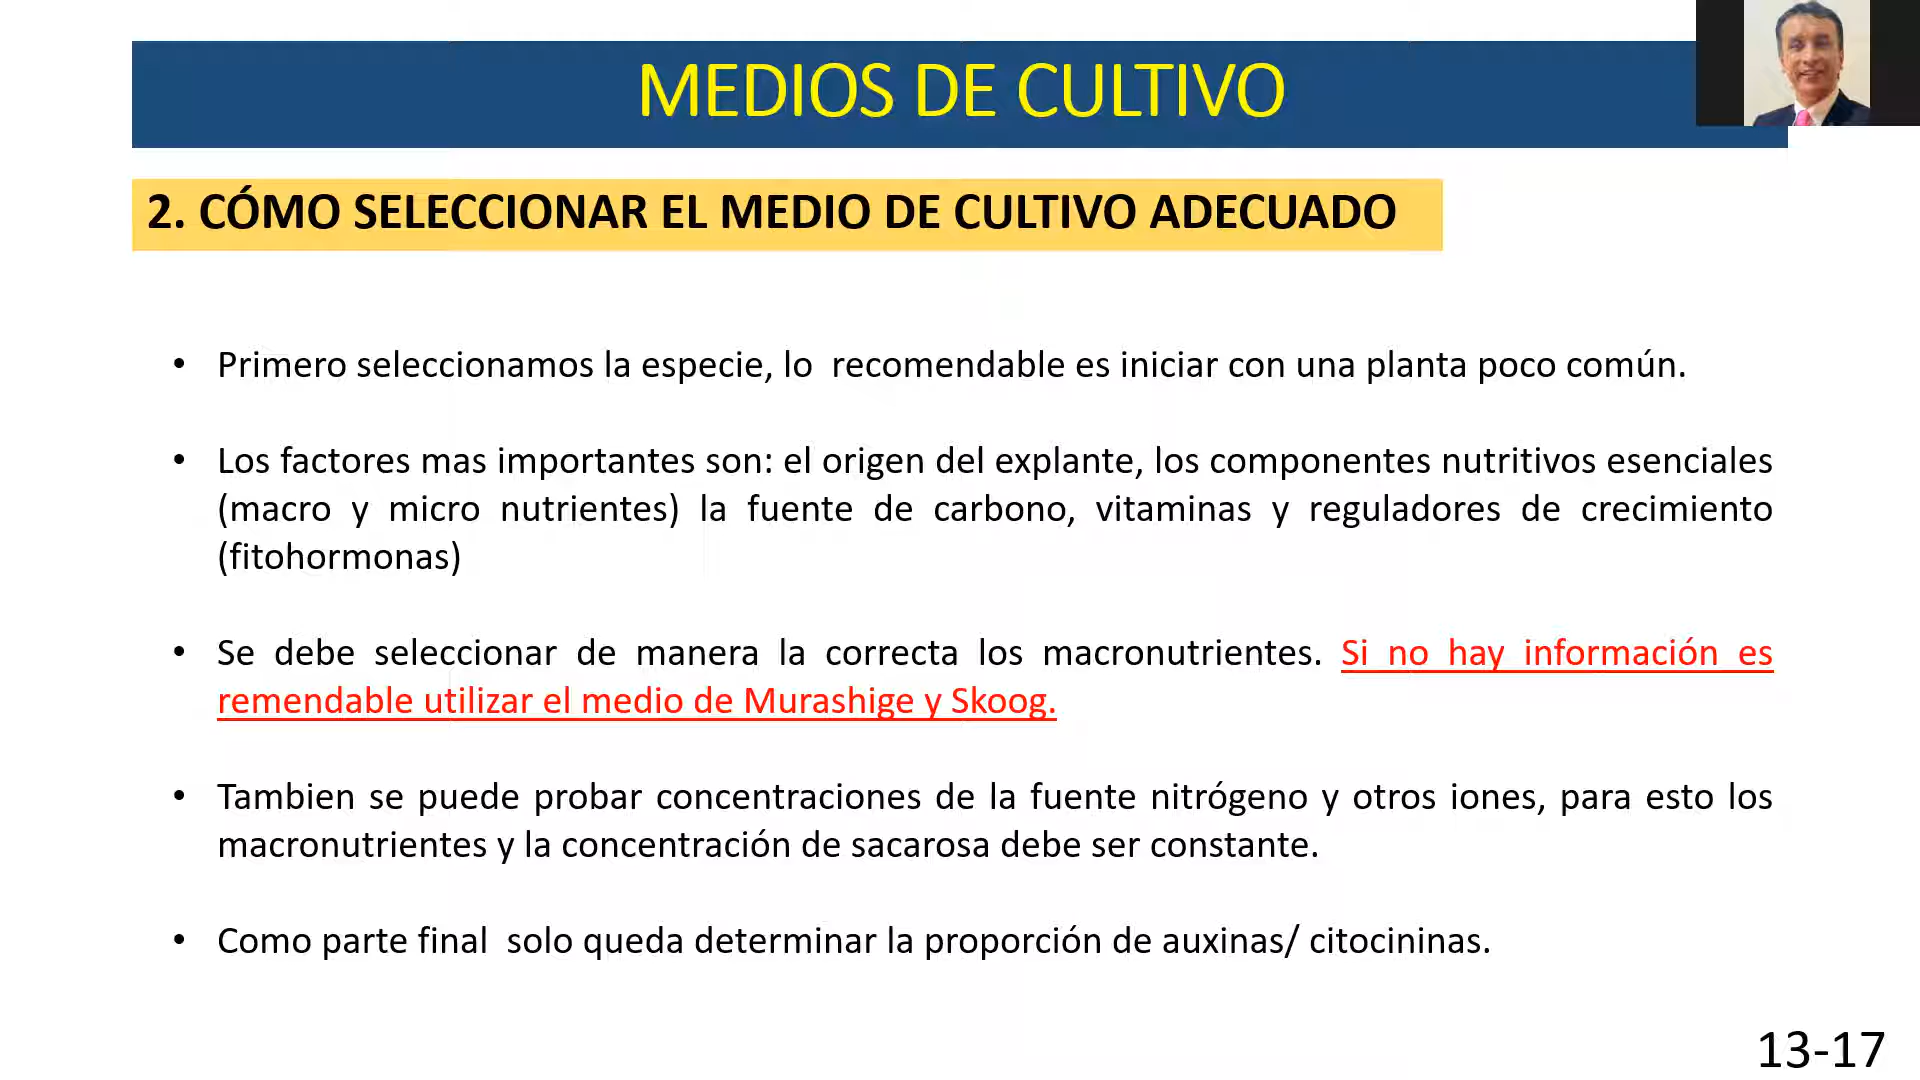 MEDIOS DE CULTIVO
2. CÓMO SELECCIONAR EL MEDIO DE CULTIVO ADECUADO
• Primero seleccionamos la especie, lo recomendable es iniciar con una planta poco común.
• Los factores mas importantes son: el origen del explante, los componentes nutritivos esenciales
(macro y micro nutrientes) la fuente de carbono, vitaminas y reguladores de crecimiento
(fitohormonas)
• Se debe seleccionar de manera la correcta los macronutrientes. Si no hay información es
remendable utilizar el medio de Murashige y Skoog.
• Tambien se puede probar concentraciones de la fuente nitrógeno y otros iones, para esto los
macronutrientes y la concentración de sacarosa debe ser constante.
• Como parte final solo queda determinar la proporción de auxinas/ citocininas.
13-17